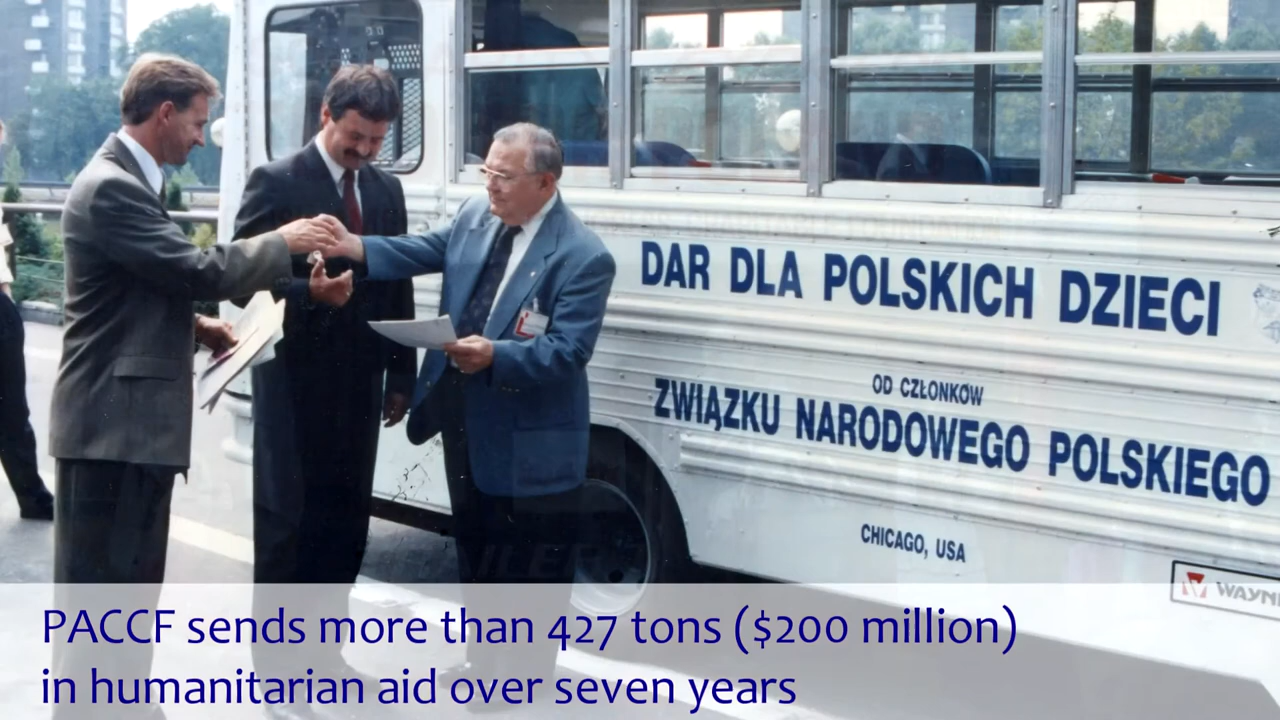 DAR DLA POLSKICH DZIECI
OD CZŁONKÓW
ZWIĄZKU NARODOWEGO POLSKIEGO
CHICAGO, USA
PACCF sends more than 427 tons ($200 million)
in humanitarian aid over seven years